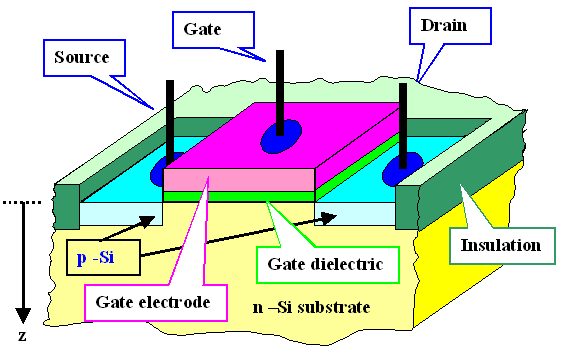 Gate
Drain
Source
p -Si
Insulation
Gate dielectric
Gate electrode
n –Si substrate
z